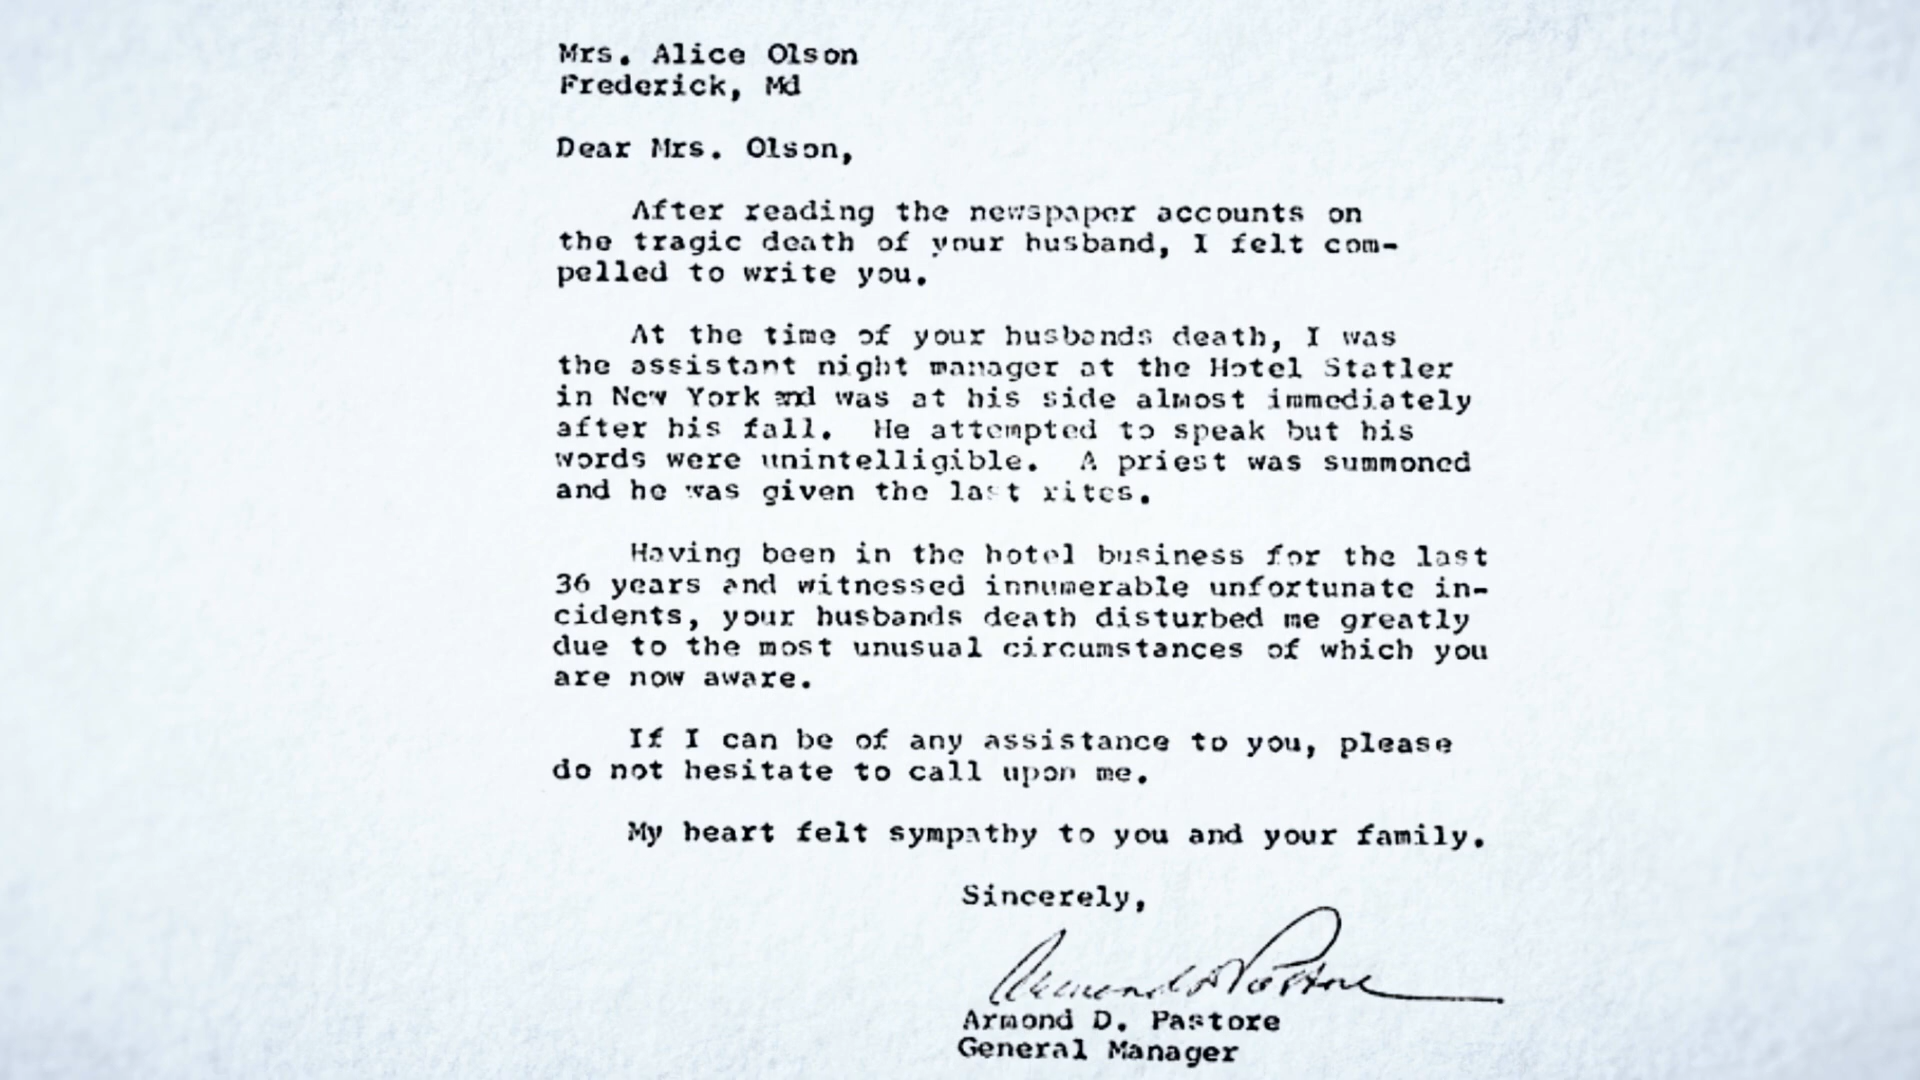 Mrs. Alice Olson
Frederick, Md
Dear Mrs. Olson,
After reading the newspaper accounts on
the tragic death of your husband, I felt com-
pelled to write you.
At the time of your husbands death, I was
the assistant night manager at the Hotel Statler
in New York and was at his side almost immediately
after his fall. He attempted to speak but his
words were unintelligible. A priest was summoned
and he was given the last rites.
Having been in the hotel business for the last
36 years and witnessed innumerable unfortunate in-
cidents, your husbands death disturbed me greatly
due to the most unusual circumstances of which you
are now aware.
If I can be of any assistance to you, please
do not hesitate to call upon me.
My heart felt sympathy to you and your family.
Sincerely,
Armond D Pastore
Armond D. Pastore
General Manager